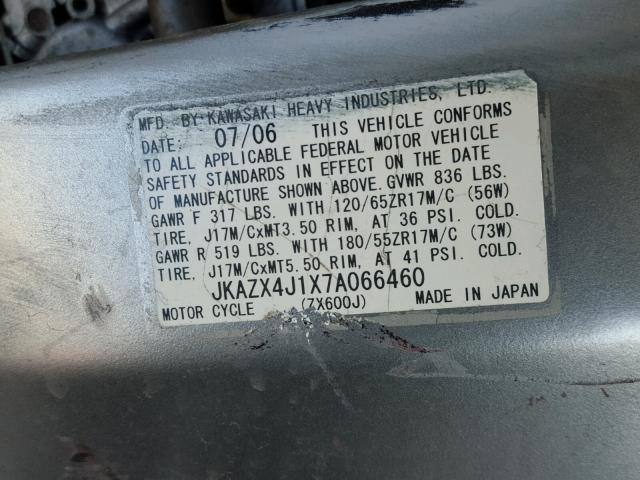 MFD. BY KAWASAKI HEAVY INDUSTRIES, LTD.
DATE: 07/06 THIS VEHICLE CONFORMS
TO ALL APPLICABLE FEDERAL MOTOR VEHICLE
SAFETY STANDARDS IN EFFECT ON THE DATE
OF MANUFACTURE SHOWN ABOVE. GVWR 836 LBS.
GAWR F 317 LBS. WITH 120/65ZR17M/C (56W)
TIRE, J17M/CxMT3.50 RIM, AT 36 PSI. COLD.
GAWR R 519 LBS. WITH 180/55ZR17M/C (73W)
TIRE, J17M/CxMT5.50 RIM, AT 41 PSI. COLD.
JKAZX4J1X7A066460
MOTOR CYCLE (ZX600J) MADE IN JAPAN